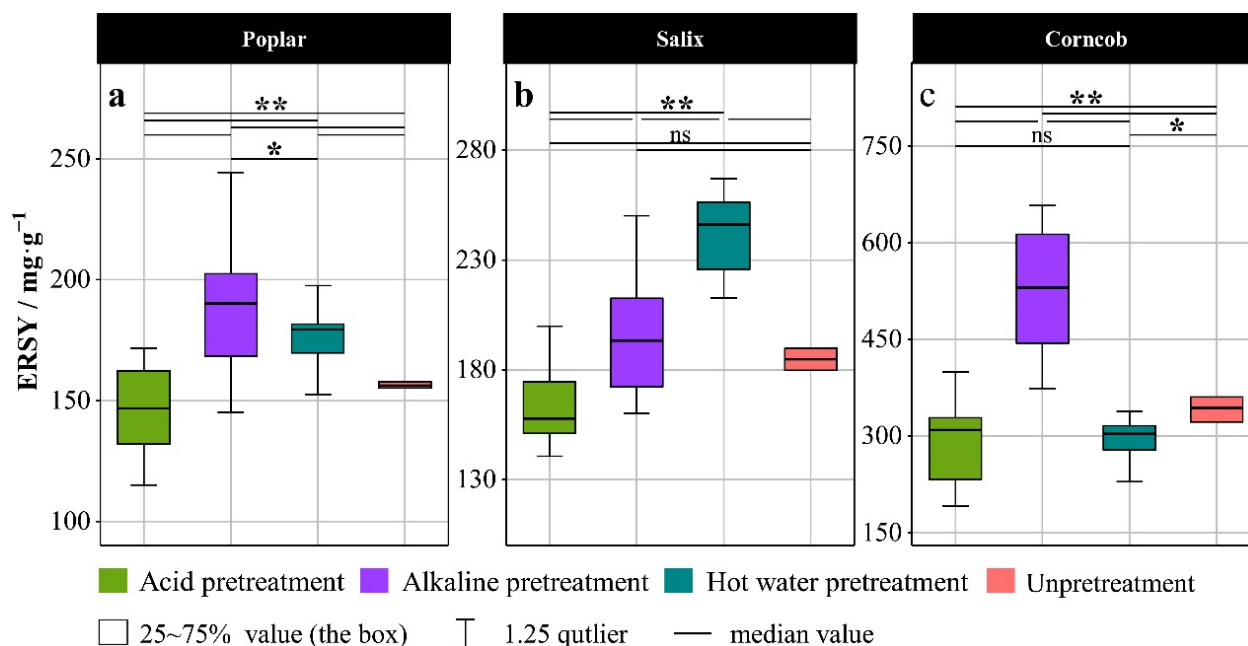 Poplar
Salix
Corncob
a
b
c
**
*
**
ns
**
*
ns
ERSY / mg·g⁻¹
250
200
150
100
280
230
180
130
750
600
450
300
150
Acid pretreatment
Alkaline pretreatment
Hot water pretreatment
Unpretreatment
25~75% value (the box)
1.25 qutlier
median value